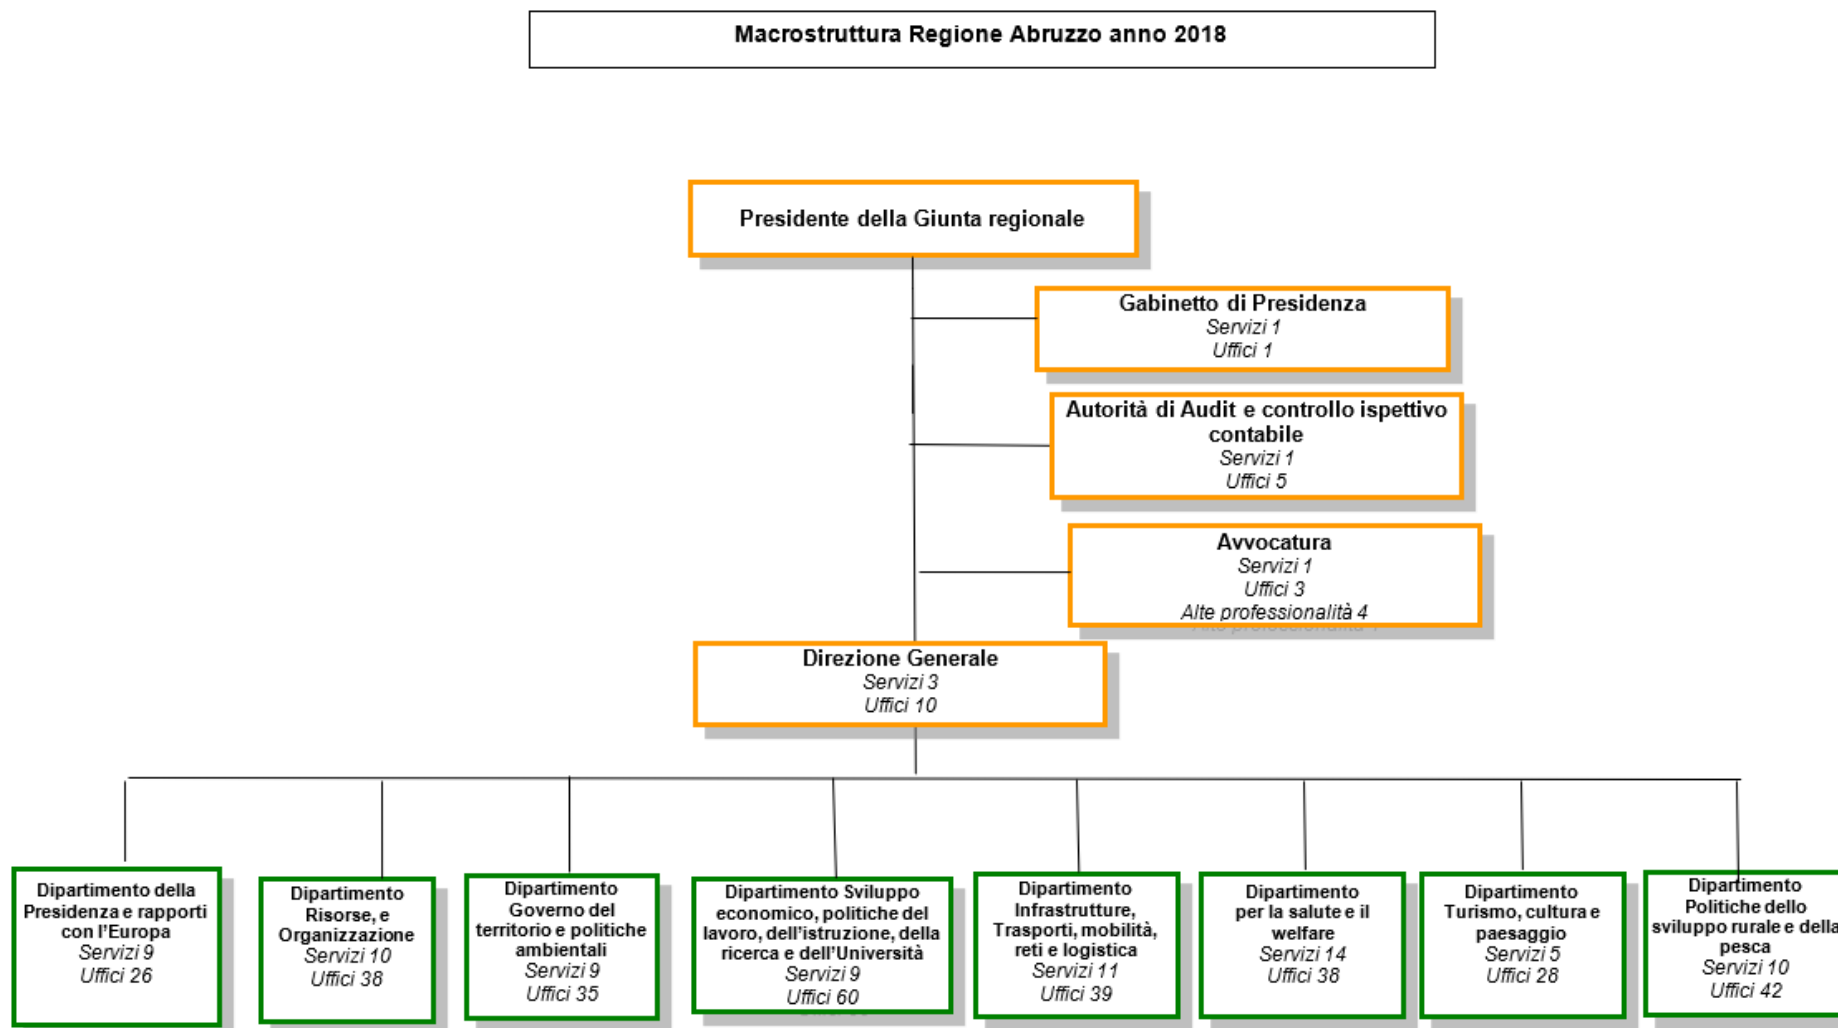 Macrostruttura Regione Abruzzo anno 2018
Presidente della Giunta regionale
Gabinetto di Presidenza
Servizi 1
Uffici 1
Autorità di Audit e controllo ispettivo
contabile
Servizi 1
Uffici 5
Avvocatura
Servizi 1
Uffici 3
Alte professionalità 4
Direzione Generale
Servizi 3
Uffici 10
Dipartimento della
Presidenza e rapporti
con l'Europa
Servizi 9
Uffici 26
Dipartimento
Risorse, e
Organizzazione
Servizi 10
Uffici 38
Dipartimento
Governo del
territorio e politiche
ambientali
Servizi 9
Uffici 35
Dipartimento Sviluppo
economico, politiche del
lavoro, dell'istruzione, della
ricerca e dell'Università
Servizi 9
Uffici 60
Dipartimento
Infrastrutture,
Trasporti, mobilità,
reti e logistica
Servizi 11
Uffici 39
Dipartimento
per la salute e il
welfare
Servizi 14
Uffici 38
Dipartimento
Turismo, cultura e
paesaggio
Servizi 5
Uffici 28
Dipartimento
Politiche dello
sviluppo rurale e della
pesca
Servizi 10
Uffici 42